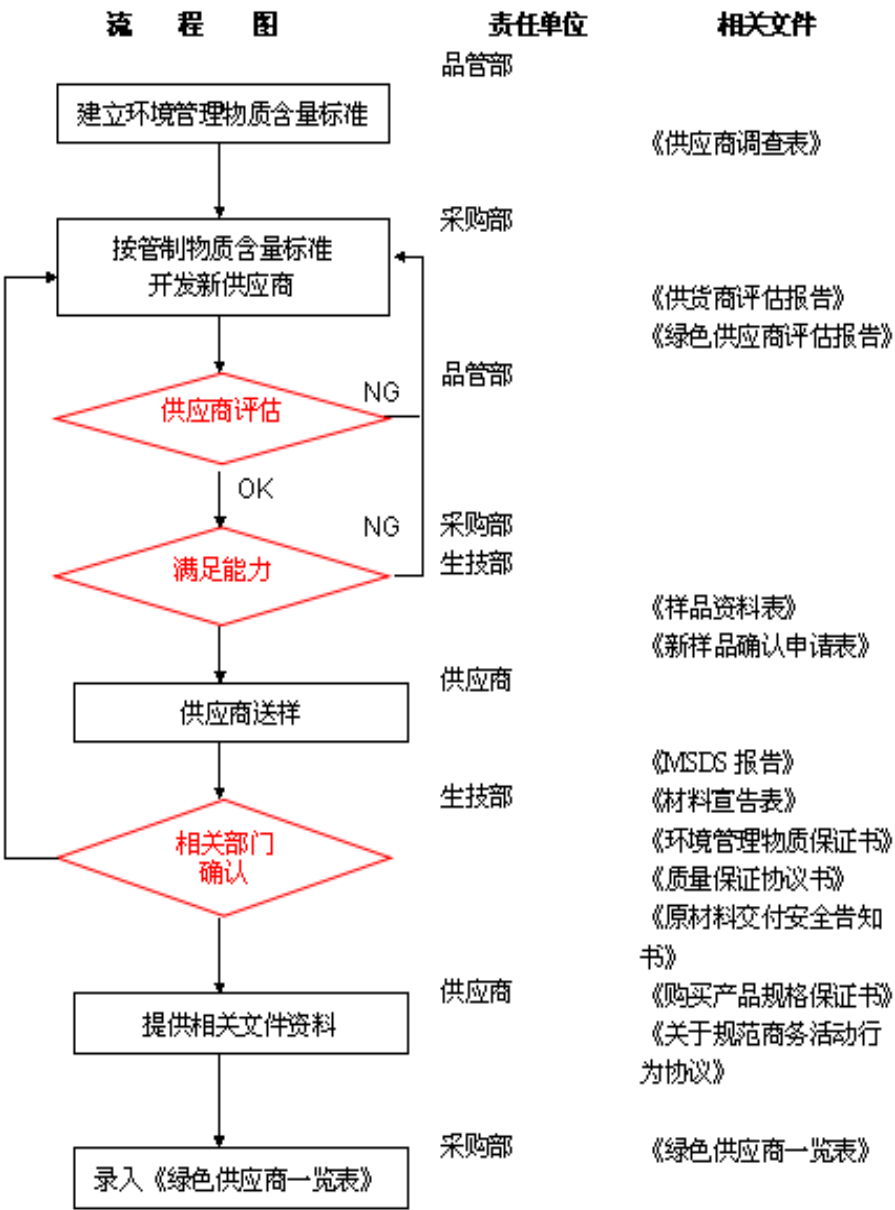 流 程 图 责任单位 相关文件
品管部
建立环境管理物质含量标准
《供应商调查表》
采购部
按管制物质含量标准
开发新供应商
《供货商评估报告》
《绿色供应商评估报告》
品管部
NG
供应商评估
OK
NG
采购部
生技部
满足能力
《样品资料表》
《新样品确认申请表》
供应商
供应商送样
《MSDS 报告》
生技部
《材料宣告表》
相关部门
确认
《环境管理物质保证书》
《质量保证协议书》
《原材料交付安全告知
书》
供应商
《购买产品规格保证书》
提供相关文件资料
《关于规范商务活动行
为协议》
采购部
《绿色供应商一览表》
录入《绿色供应商一览表》